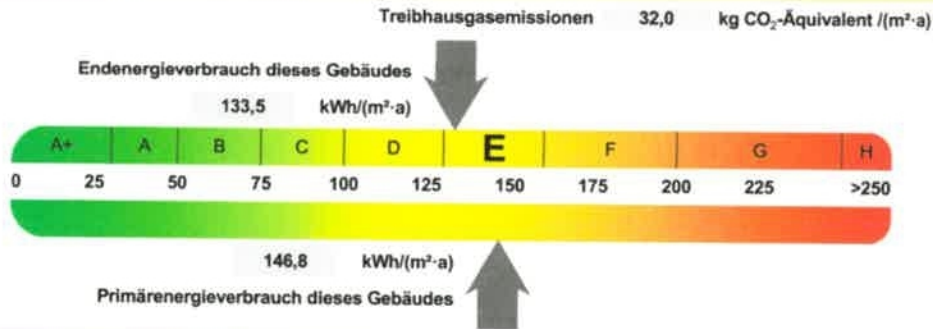 Treibhausgasemissionen 32,0 kg CO₂-Äquivalent /(m²·a)
Endenergieverbrauch dieses Gebäudes
133,5 kWh/(m²·a)
A+ A B C D E F G H
0 25 50 75 100 125 150 175 200 225 >250
146,8 kWh/(m²·a)
Primärenergieverbrauch dieses Gebäudes